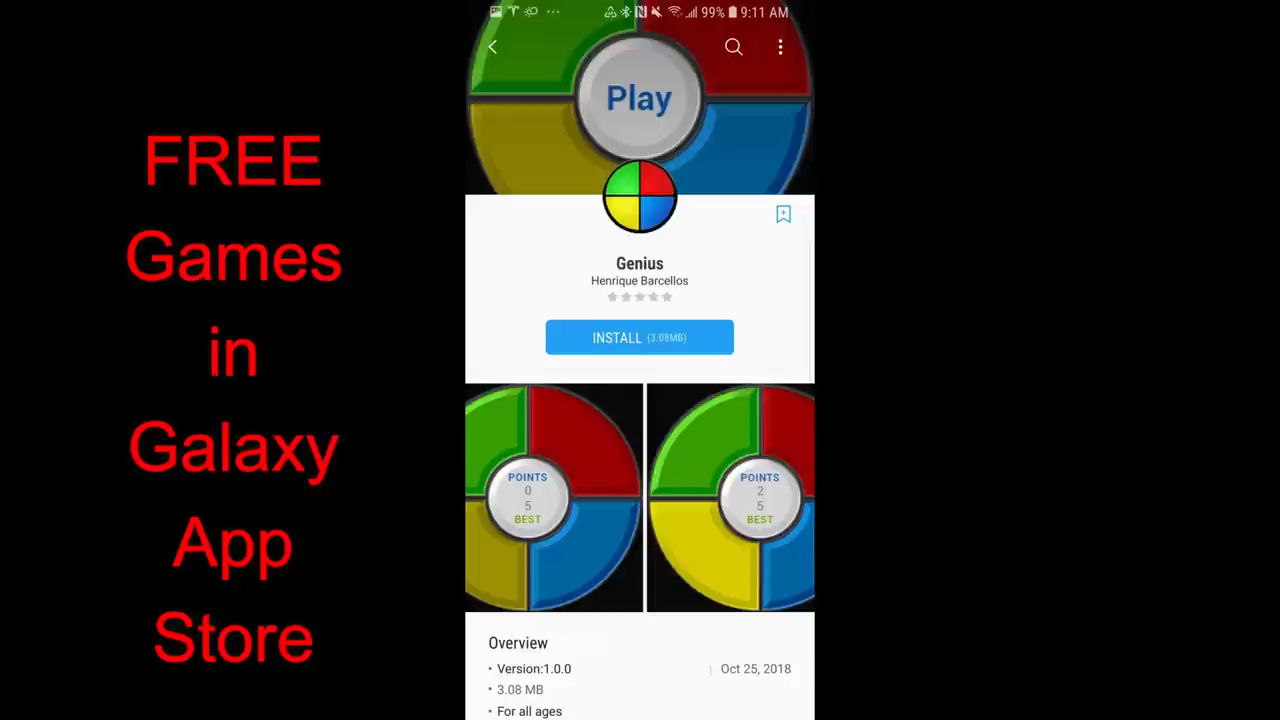 FREE
Games
in
Galaxy
App
Store
99% 9:11 AM
Play
Genius
Henrique Barcellos
INSTALL (3.08MB)
POINTS
0
5
BEST
POINTS
2
5
BEST
Overview
• Version:1.0.0 | Oct 25, 2018
• 3.08 MB
• For all ages